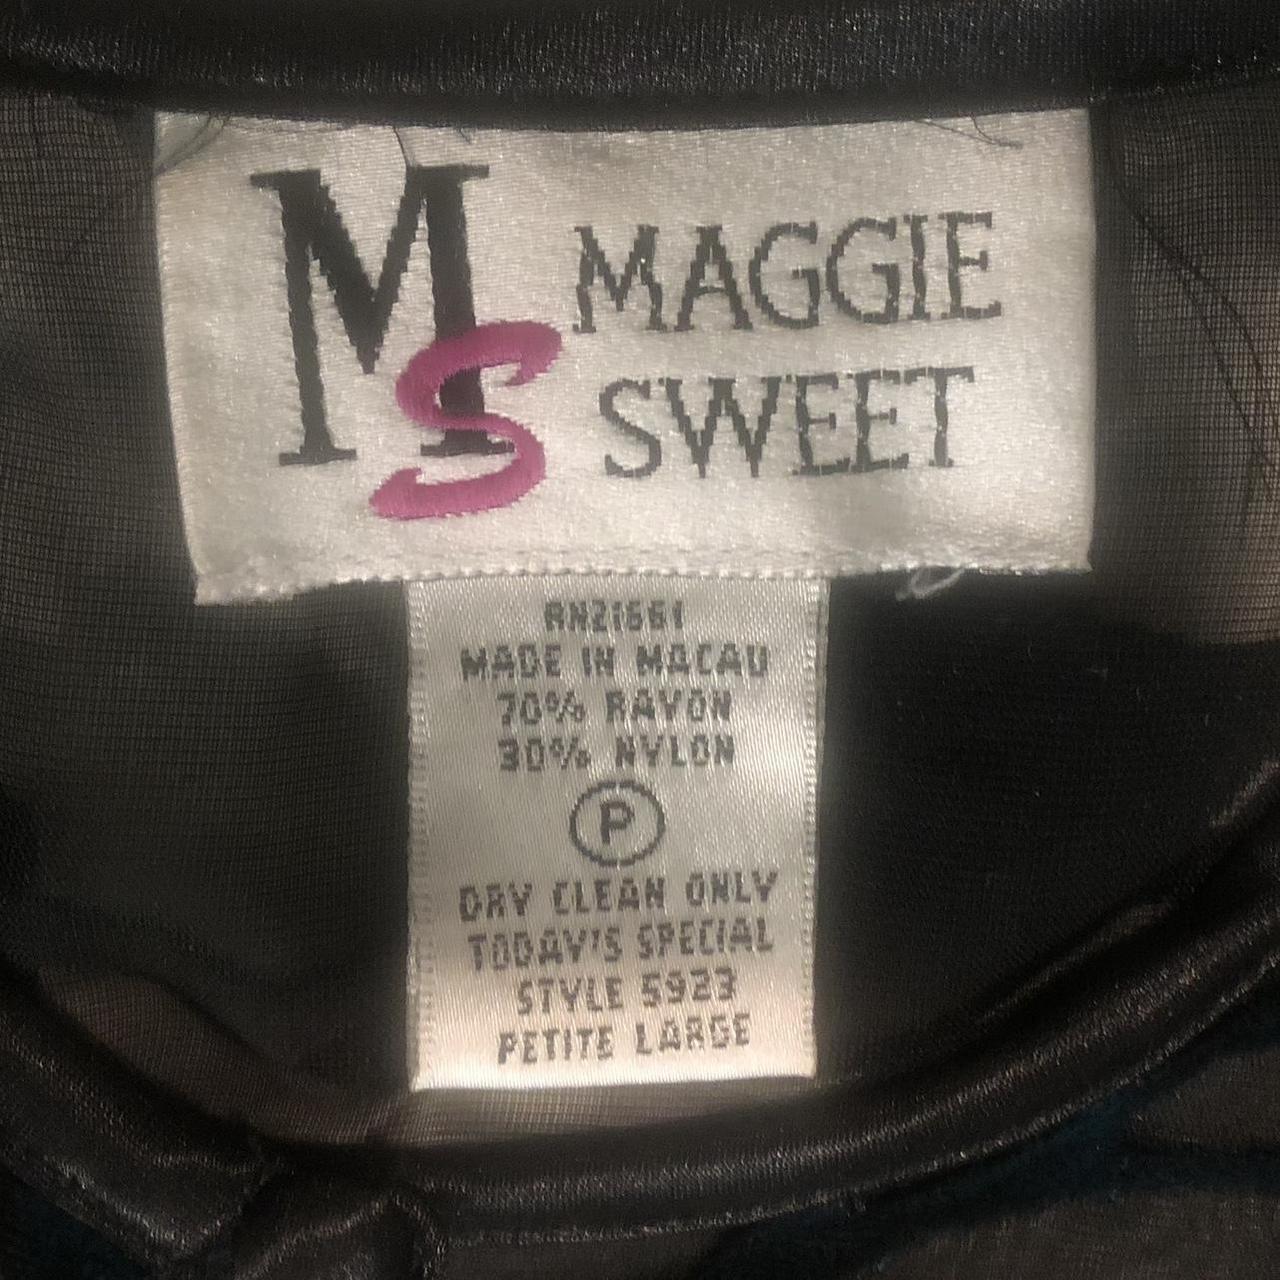 MS
MAGGIE
SWEET
RN21661
MADE IN MACAU
70% RAYON
30% NYLON
P
DRY CLEAN ONLY
TODAY'S SPECIAL
STYLE 5923
PETITE LARGE